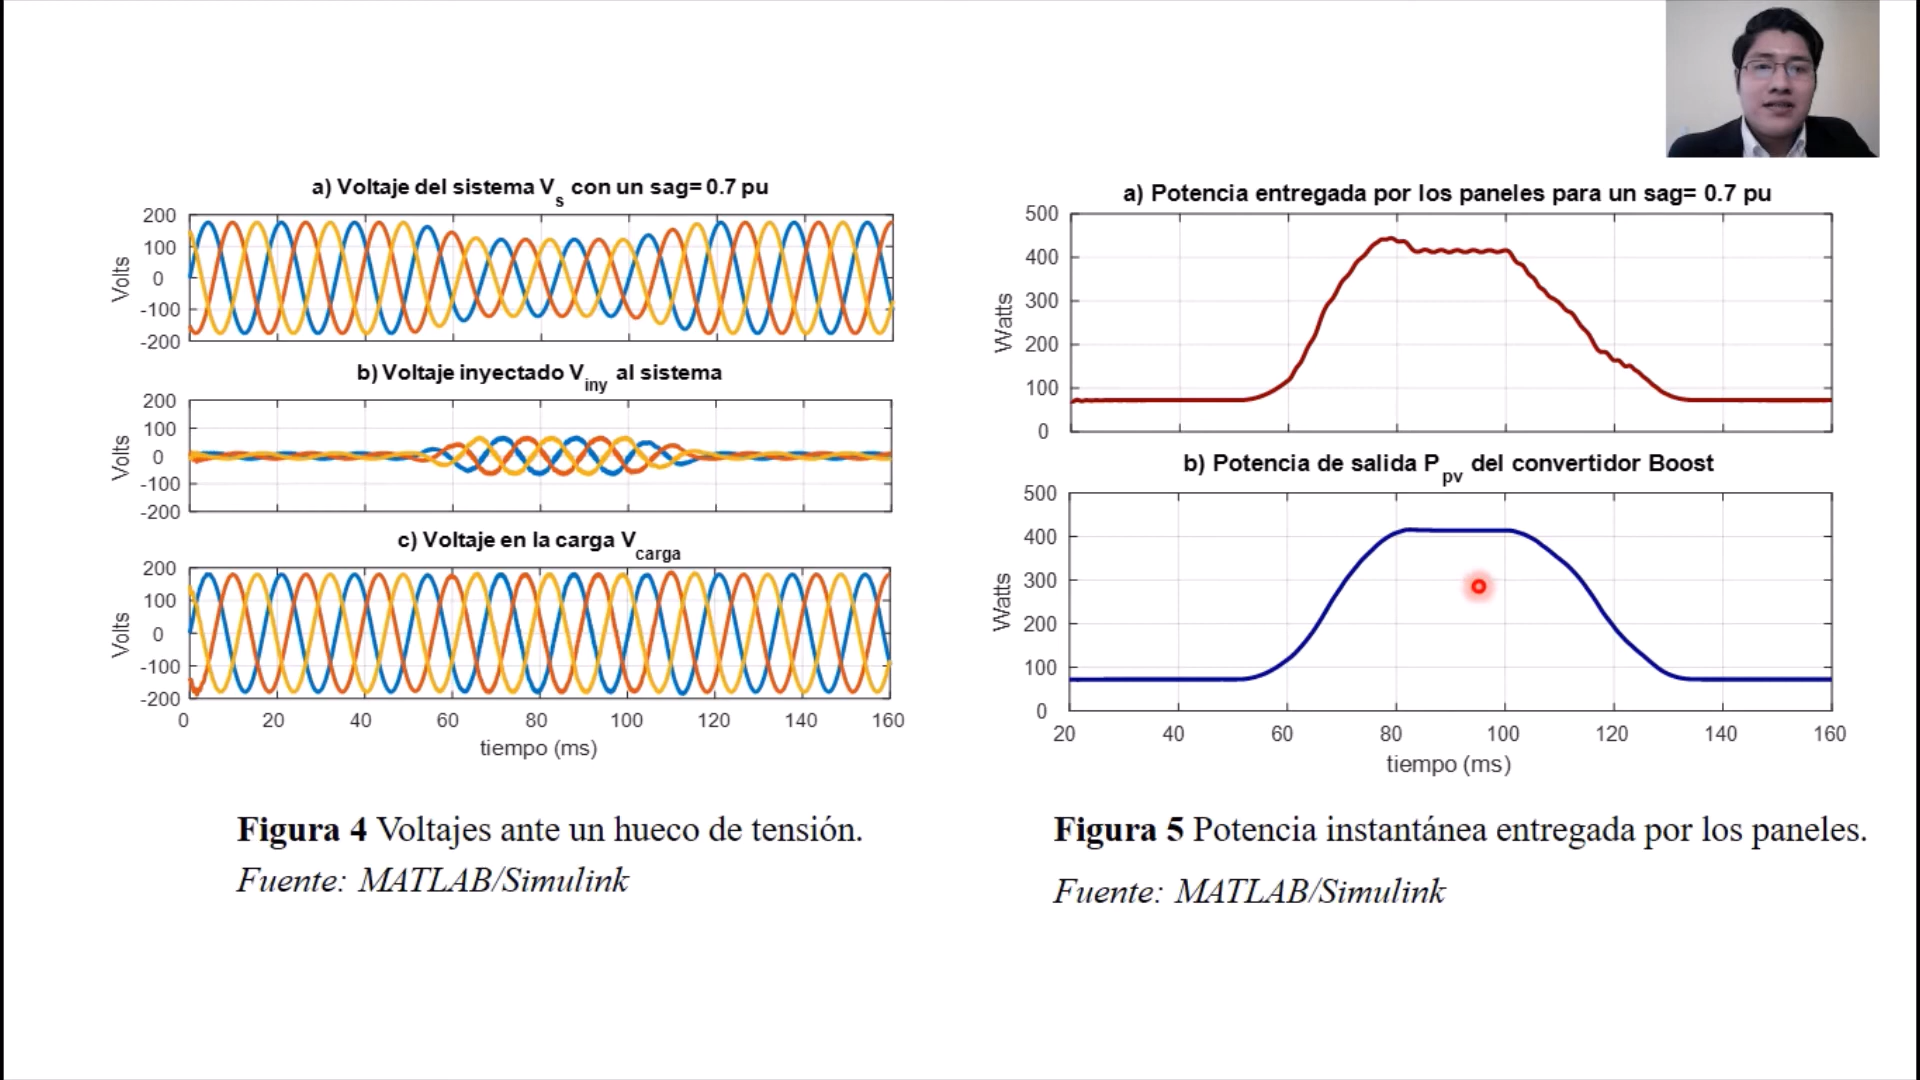 a) Voltaje del sistema Vs con un sag= 0.7 pu
200
100
0
-100
-200
Volts
b) Voltaje inyectado Viny al sistema
200
100
0
-100
-200
Volts
c) Voltaje en la carga Vcarga
200
100
0
-100
-200
Volts
0 20 40 60 80 100 120 140 160
tiempo (ms)
Figura 4 Voltajes ante un hueco de tensión.
Fuente: MATLAB/Simulink
a) Potencia entregada por los paneles para un sag= 0.7 pu
500
400
300
200
100
0
Watts
b) Potencia de salida Ppv del convertidor Boost
500
400
300
200
100
0
Watts
20 40 60 80 100 120 140 160
tiempo (ms)
Figura 5 Potencia instantánea entregada por los paneles.
Fuente: MATLAB/Simulink